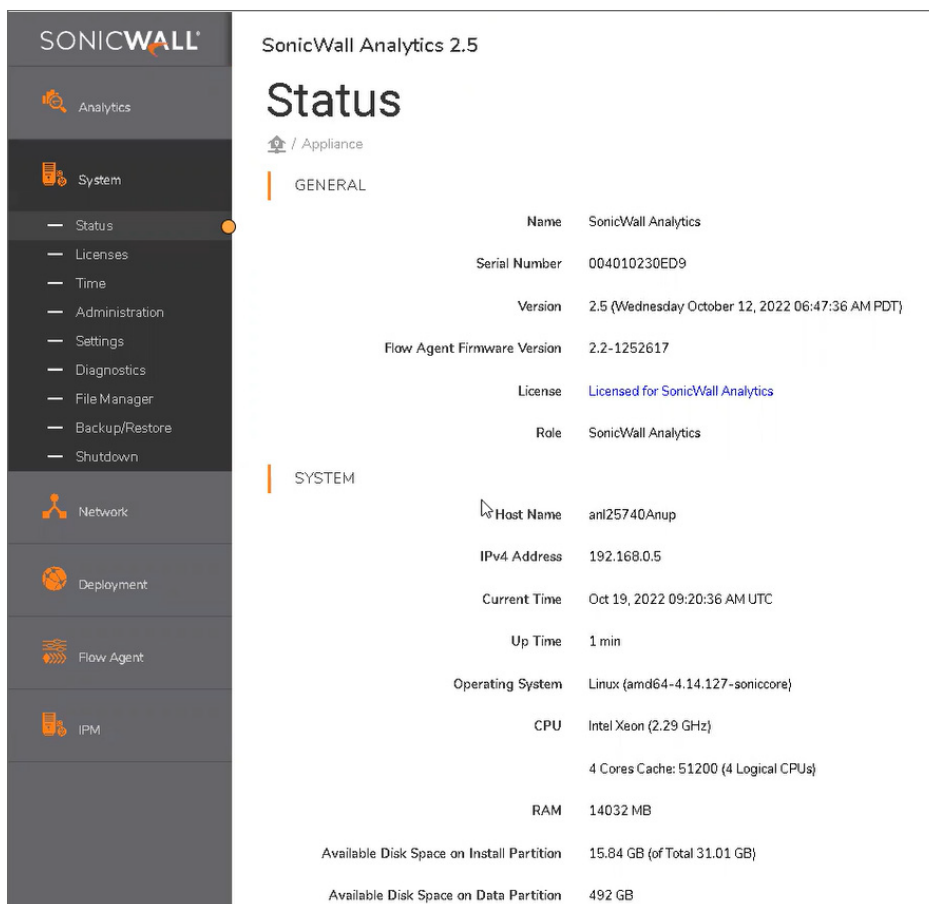 SONICWALL
Analytics
System
Status
Licenses
Time
Administration
Settings
Diagnostics
File Manager
Backup/Restore
Shutdown
Network
Deployment
Flow Agent
IPM
SonicWall Analytics 2.5
Status
/ Appliance
GENERAL
Name SonicWall Analytics
Serial Number 004010230ED9
Version 2.5 (Wednesday October 12, 2022 06:47:36 AM PDT)
Flow Agent Firmware Version 2.2-1252617
License Licensed for SonicWall Analytics
Role SonicWall Analytics
SYSTEM
Host Name anl25740Anup
IPv4 Address 192.168.0.5
Current Time Oct 19, 2022 09:20:36 AM UTC
Up Time 1 min
Operating System Linux (amd64-4.14.127-soniccore)
CPU Intel Xeon (2.29 GHz)
4 Cores Cache: 51200 (4 Logical CPUs)
RAM 14032 MB
Available Disk Space on Install Partition 15.84 GB (of Total 31.01 GB)
Available Disk Space on Data Partition 492 GB